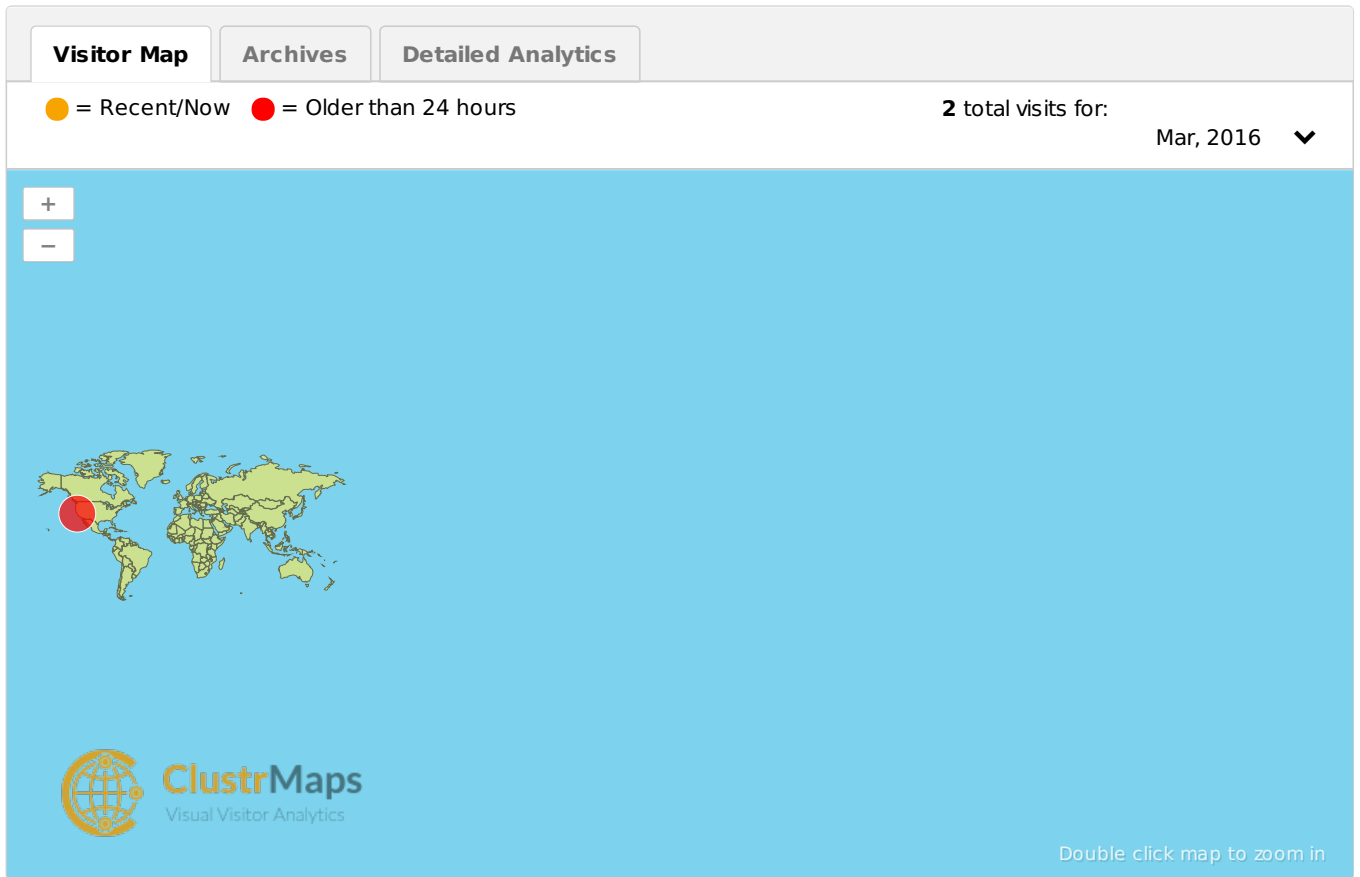 Visitor Map
Archives
Detailed Analytics
= Recent/Now
= Older than 24 hours
2 total visits for:
Mar, 2016
+
−
ClustrMaps
Visual Visitor Analytics
Double click map to zoom in